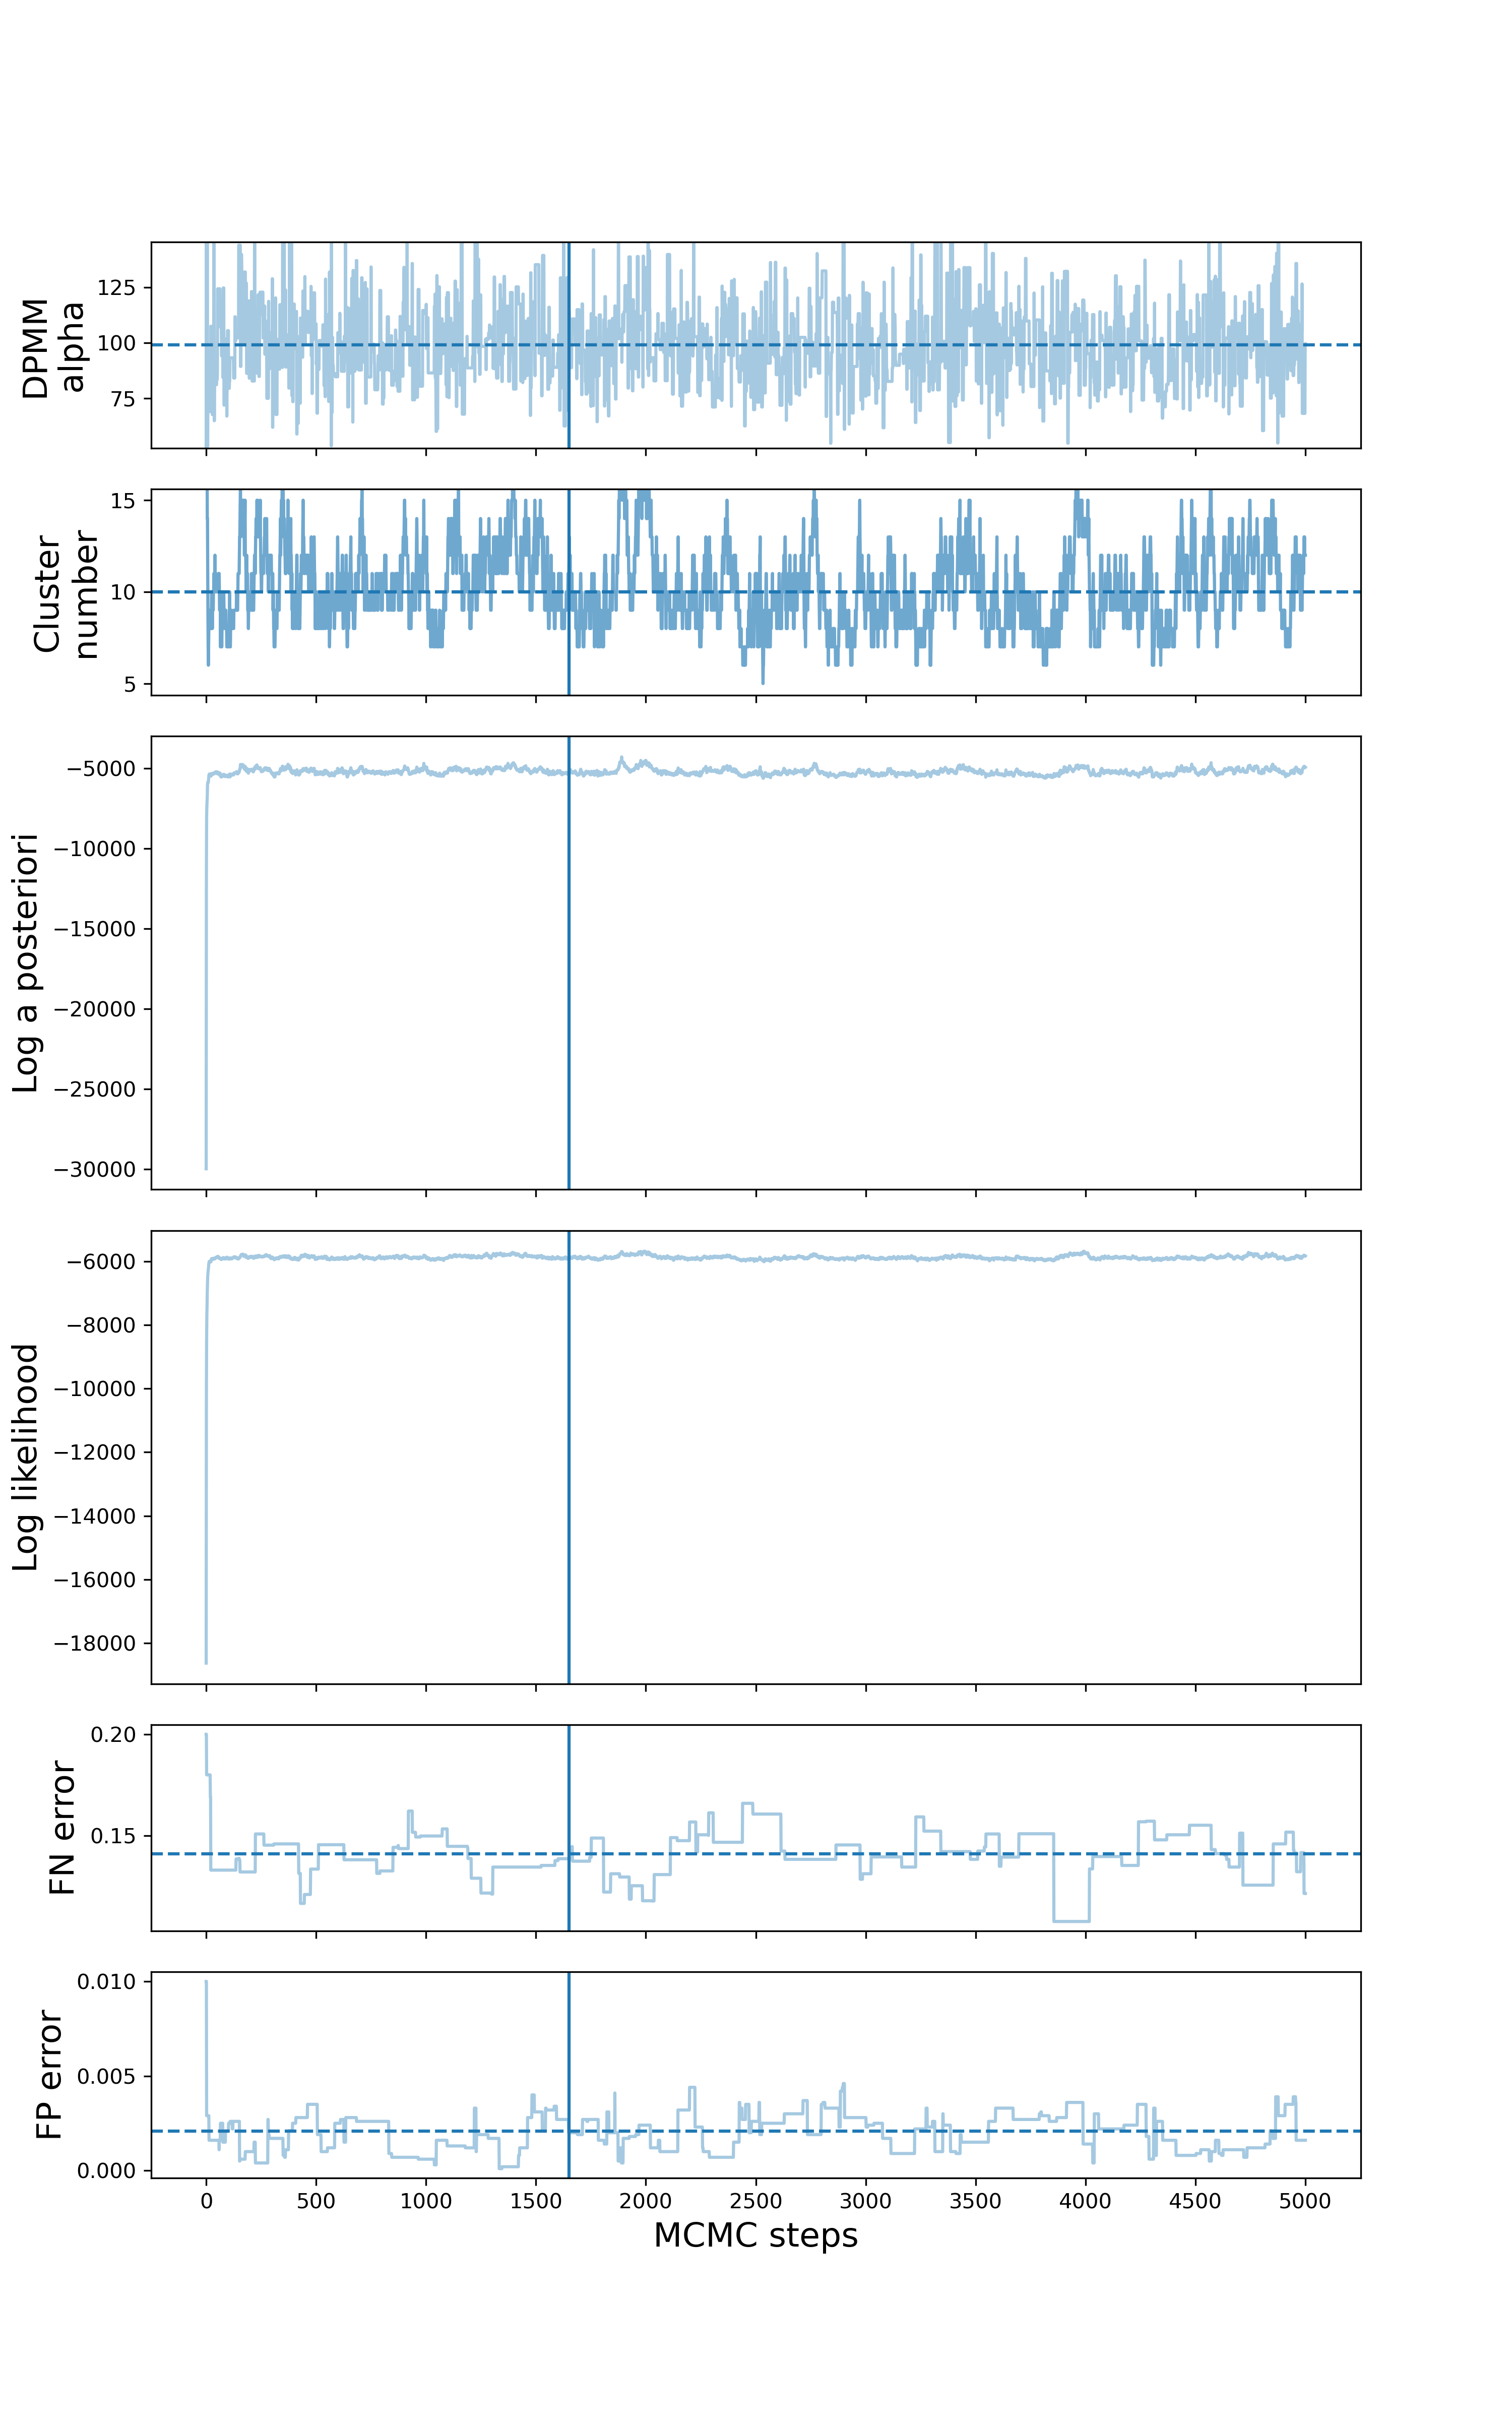 DPMM
alpha
125
100
75
Cluster
number
15
10
5
Log a posteriori
−5000
−10000
−15000
−20000
−25000
−30000
Log likelihood
−6000
−8000
−10000
−12000
−14000
−16000
−18000
FN error
0.20
0.15
FP error
0.010
0.005
0.000
0 500 1000 1500 2000 2500 3000 3500 4000 4500 5000
MCMC steps